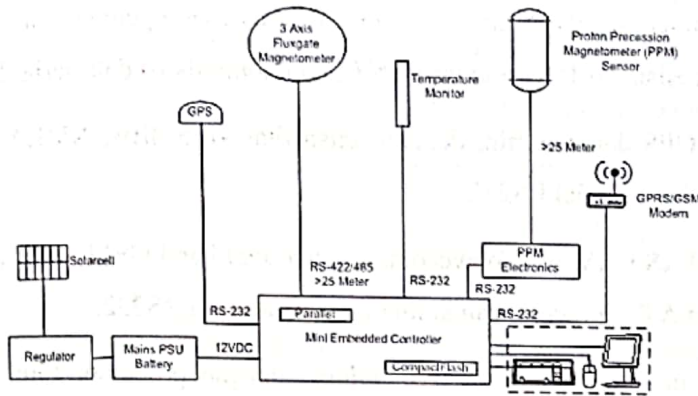 3 Axis
Fluxgate
Magnetometer
Proton Precession
Magnetometer (PPM)
Sensor
Temperature
Monitor
GPS
>25 Meter
GPRS/GSM
Modem
Solarcell
RS-422/485
>25 Meter
RS-232
PPM
Electronics
RS-232
RS-232
RS-232
Parallel
Mini Embedded Controller
CompactFlash
Regulator
Mains PSU
Battery
12VDC